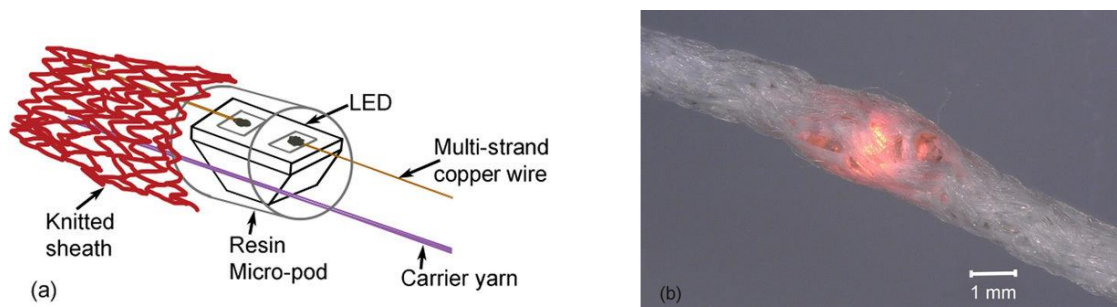 LED
Multi-strand
copper wire
Knitted
sheath
Resin
Micro-pod
Carrier yarn
(a)
(b)
1 mm